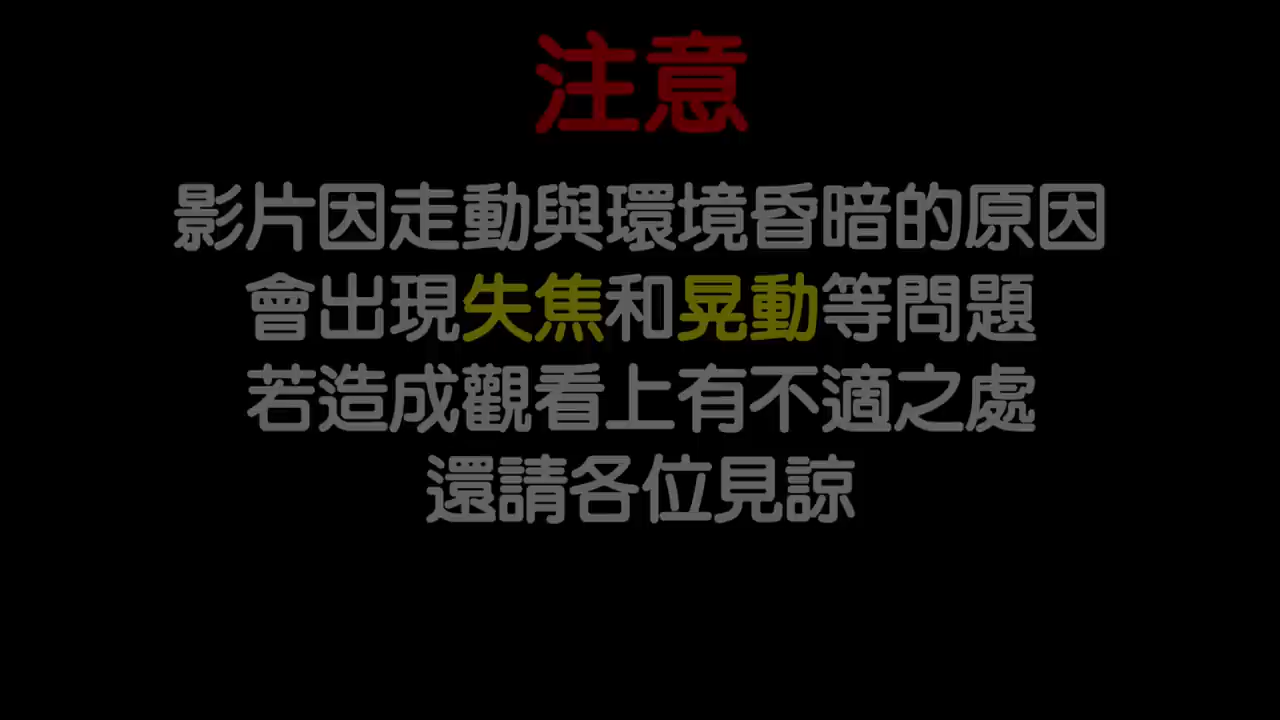 注意
影片因走動與環境昏暗的原因
會出現失焦和晃動等問題
若造成觀看上有不適之處
還請各位見諒